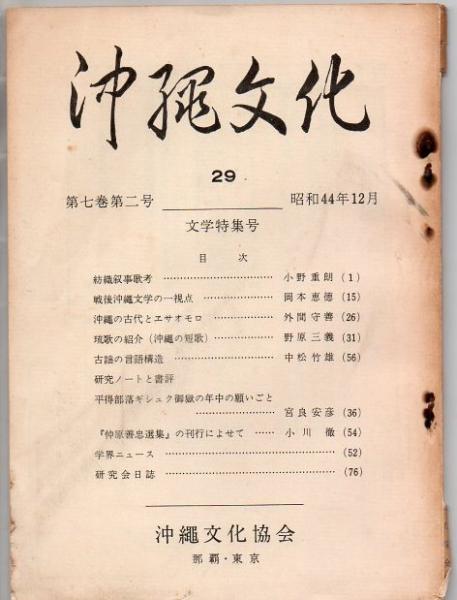 沖繩文化
29
第七巻第二号 昭和44年12月
文学特集号
目次
紡織叙事歌考 ………………………… 小野重朗 (1)
戦後沖繩文学の一視点 ………………… 岡本恵徳 (15)
沖繩の古代とエサオモロ ……………… 外間守善 (26)
琉歌の紹介(沖繩の短歌) …………… 野原三義 (31)
古謡の言語構造 ……………………… 中松竹雄 (56)
研究ノートと書評
平得部落ギシュク御嶽の年中の願いごと
………………… 宮良安彦 (36)
『仲原善忠選集』の刊行によせて …… 小川徹 (54)
学界ニュース ………………………………………… (52)
研究会日誌 …………………………………………… (76)
沖繩文化協会
那覇・東京